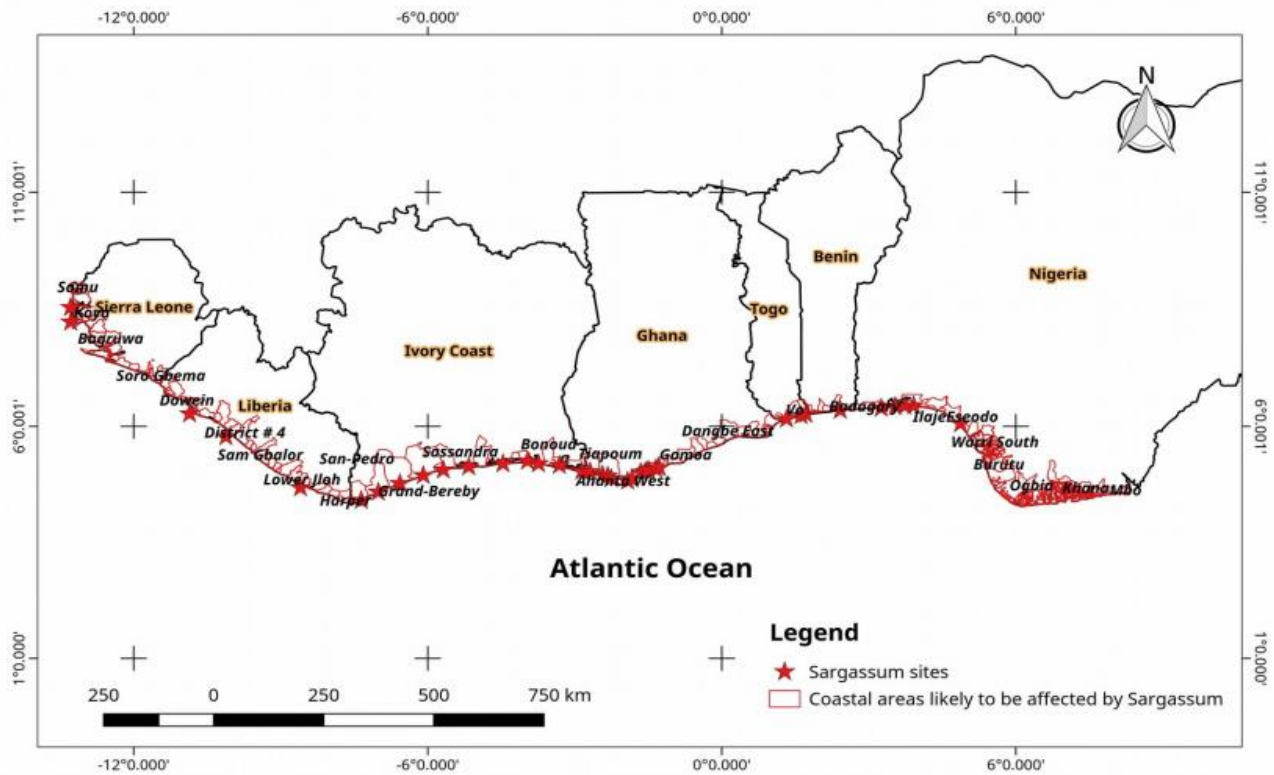 -12°0.000' -6°0.000' 0°0.000' 6°0.000'
N
11°0.001' 11°0.001'
Benin
Nigeria
Samu
Sierra Leone
Koya
Togo
Bagruwa
Ghana
Ivory Coast
Soro Gbema
Dowein
Liberia
Vo
Badagary
Ilaje
Eseodo
6°0.001' 6°0.001'
District # 4
Dangbe East
Warri South
Sam Gbalor
San-Pedro
Sassandra
Bonoua
Tiapoum
Gomoa
Burutu
Lower Jloh
Ahanta West
Grand-Bereby
Harper
Ogbia
Khana
Mbo
Atlantic Ocean
Legend
1°0.000' 1°0.000'
Sargassum sites
250 0 250 500 750 km
Coastal areas likely to be affected by Sargassum
-12°0.000' -6°0.000' 0°0.000' 6°0.000'